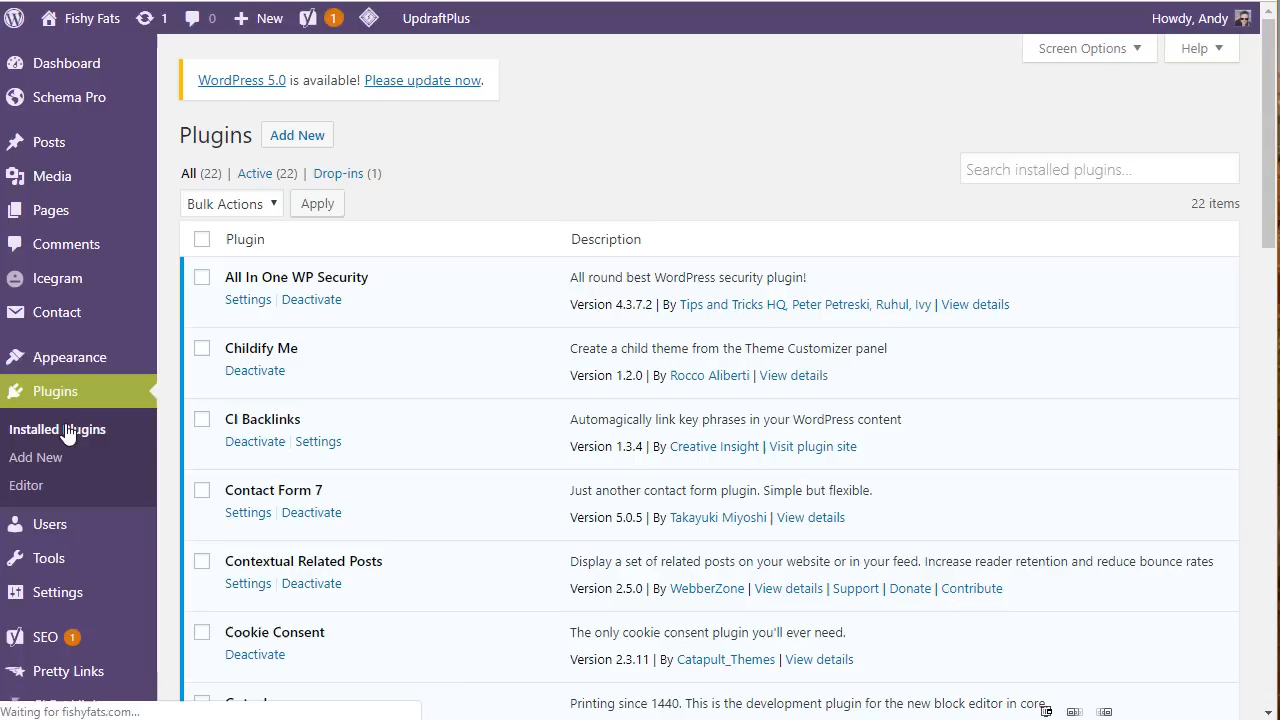 Fishy Fats 1 0 New 1 UpdraftPlus Howdy, Andy
Screen Options Help
WordPress 5.0 is available! Please update now.
Dashboard
Schema Pro
Posts
Media
Pages
Comments
Icegram
Contact
Appearance
Plugins
Installed Plugins
Add New
Editor
Users
Tools
Settings
SEO 1
Pretty Links
Plugins Add New
All (22) | Active (22) | Drop-ins (1)
Search installed plugins...
Bulk Actions Apply
22 items
Plugin Description
All In One WP Security
Settings | Deactivate
All round best WordPress security plugin!
Version 4.3.7.2 | By Tips and Tricks HQ, Peter Petreski, Ruhul, Ivy | View details
Childify Me
Deactivate
Create a child theme from the Theme Customizer panel
Version 1.2.0 | By Rocco Aliberti | View details
CI Backlinks
Deactivate | Settings
Automagically link key phrases in your WordPress content
Version 1.3.4 | By Creative Insight | Visit plugin site
Contact Form 7
Settings | Deactivate
Just another contact form plugin. Simple but flexible.
Version 5.0.5 | By Takayuki Miyoshi | View details
Contextual Related Posts
Settings | Deactivate
Display a set of related posts on your website or in your feed. Increase reader retention and reduce bounce rates
Version 2.5.0 | By WebberZone | View details | Support | Donate | Contribute
Cookie Consent
Deactivate
The only cookie consent plugin you'll ever need.
Version 2.3.11 | By Catapult_Themes | View details
Printing since 1440. This is the development plugin for the new block editor in core.
Waiting for fishyfats.com...